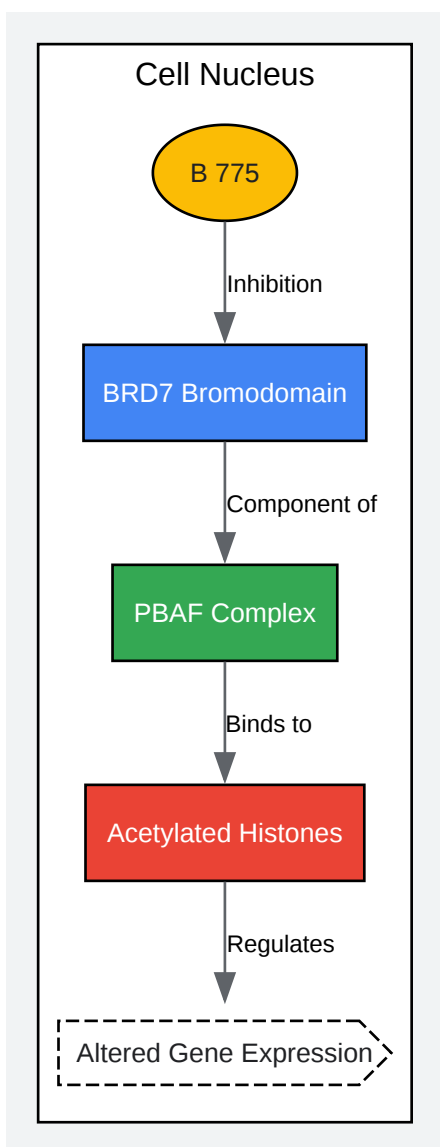 Cell Nucleus
B 775
Inhibition
BRD7 Bromodomain
Component of
PBAF Complex
Binds to
Acetylated Histones
Regulates
Altered Gene Expression